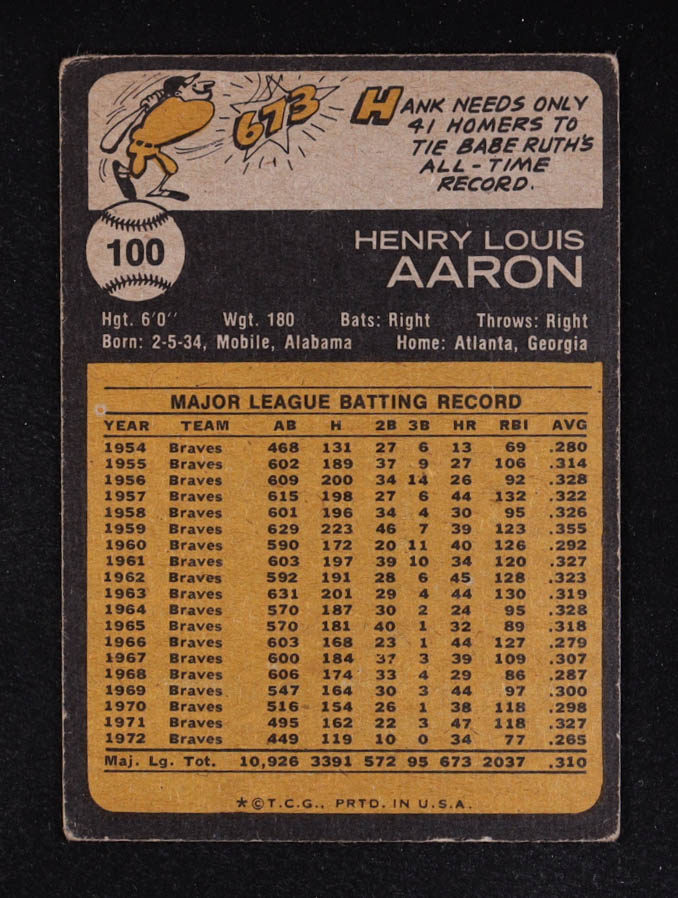 673
HANK NEEDS ONLY
41 HOMERS TO
TIE BABE RUTH'S
ALL-TIME
RECORD.
100
HENRY LOUIS
AARON
Hgt. 6'0" Wgt. 180 Bats: Right Throws: Right
Born: 2-5-34, Mobile, Alabama Home: Atlanta, Georgia
MAJOR LEAGUE BATTING RECORD
YEAR TEAM AB H 2B 3B HR RBI AVG
1954 Braves 468 131 27 6 13 69 .280
1955 Braves 602 189 37 9 27 106 .314
1956 Braves 609 200 34 14 26 92 .328
1957 Braves 615 198 27 6 44 132 .322
1958 Braves 601 196 34 4 30 95 .326
1959 Braves 629 223 46 7 39 123 .355
1960 Braves 590 172 20 11 40 126 .292
1961 Braves 603 197 39 10 34 120 .327
1962 Braves 592 191 28 6 45 128 .323
1963 Braves 631 201 29 4 44 130 .319
1964 Braves 570 187 30 2 24 95 .328
1965 Braves 570 181 40 1 32 89 .318
1966 Braves 603 168 23 1 44 127 .279
1967 Braves 600 184 37 3 39 109 .307
1968 Braves 606 174 33 4 29 86 .287
1969 Braves 547 164 30 3 44 97 .300
1970 Braves 516 154 26 1 38 118 .298
1971 Braves 495 162 22 3 47 118 .327
1972 Braves 449 119 10 0 34 77 .265
Maj. Lg. Tot. 10,926 3391 572 95 673 2037 .310
*©T.C.G., PRTD. IN U.S.A.